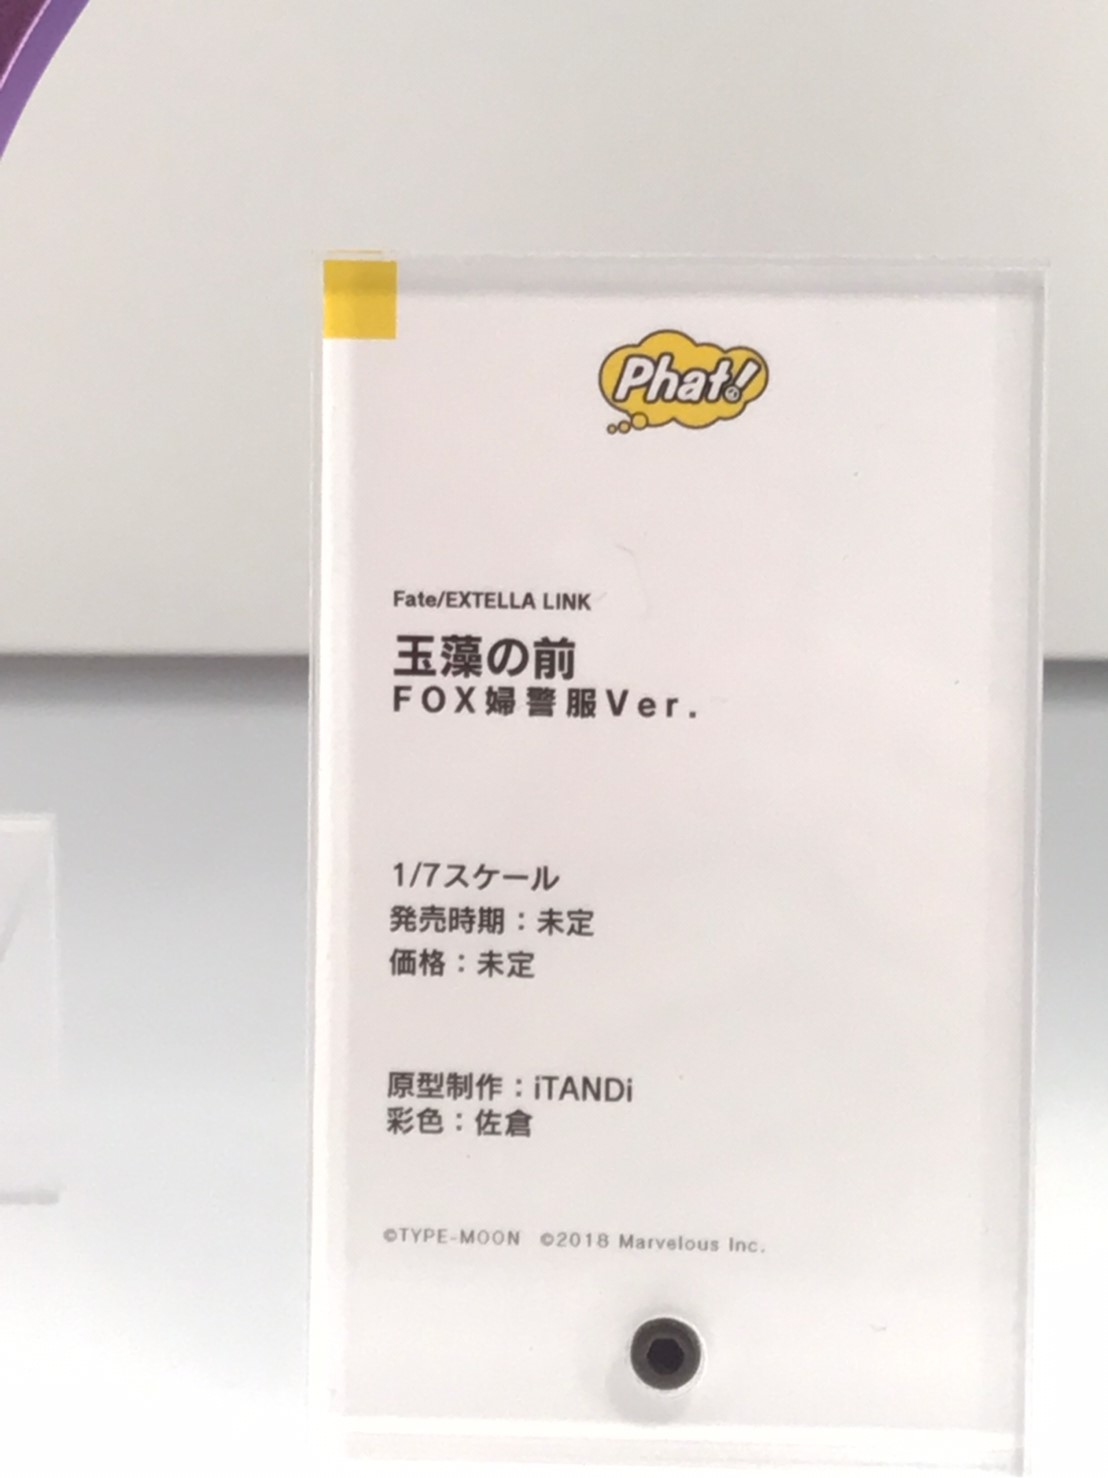 Phat!
Fate/EXTELLA LINK
玉藻の前
FOX婦警服Ver.
1/7スケール
発売時期：未定
価格：未定
原型制作：iTANDi
彩色：佐倉
©TYPE-MOON ©2018 Marvelous Inc.